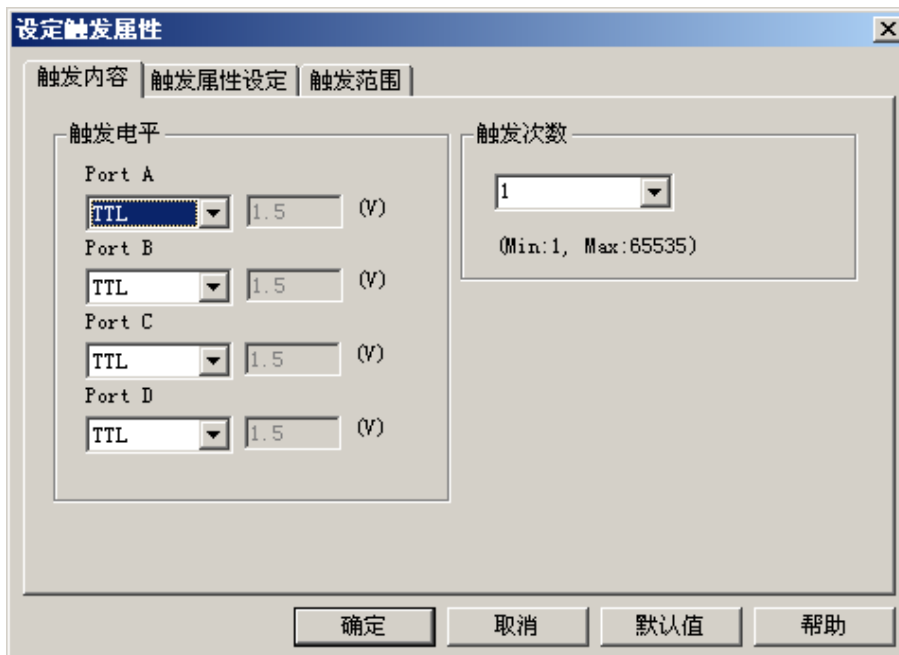 设定触发属性
触发内容 触发属性设定 触发范围
触发电平
Port A
TTL 1.5 (V)
Port B
TTL 1.5 (V)
Port C
TTL 1.5 (V)
Port D
TTL 1.5 (V)
触发次数
1
(Min:1, Max:65535)
确定 取消 默认值 帮助